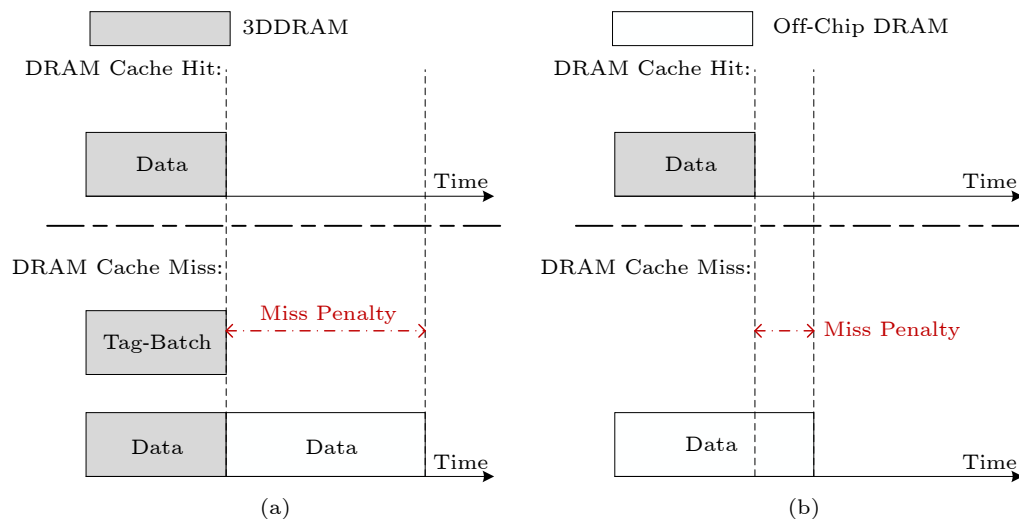 3DDRAM
DRAM Cache Hit:
Data
Time
DRAM Cache Miss:
Miss Penalty
Tag-Batch
Data
Data
Time
(a)
Off-Chip DRAM
DRAM Cache Hit:
Data
Time
DRAM Cache Miss:
Miss Penalty
Data
Time
(b)